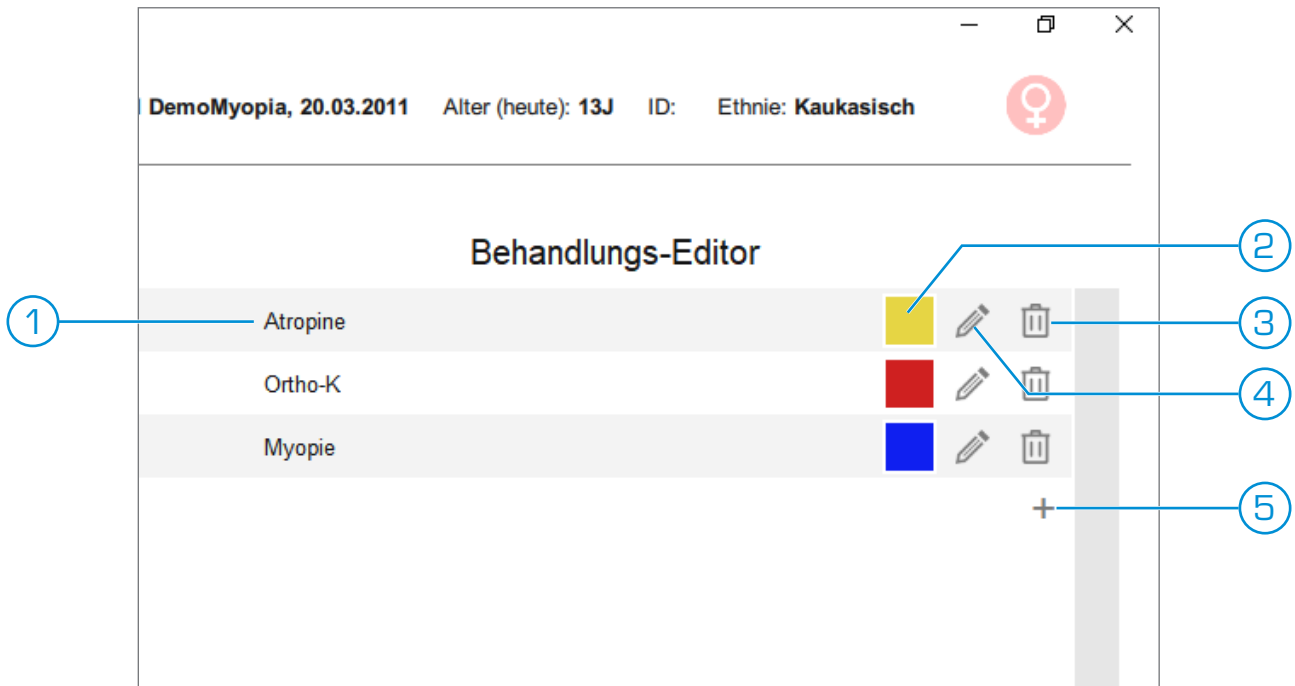 DemoMyopia, 20.03.2011 Alter (heute): 13J ID: Ethnie: Kaukasisch
Behandlungs-Editor
2
1 Atropine 3
Ortho-K 4
Myopie
+ 5